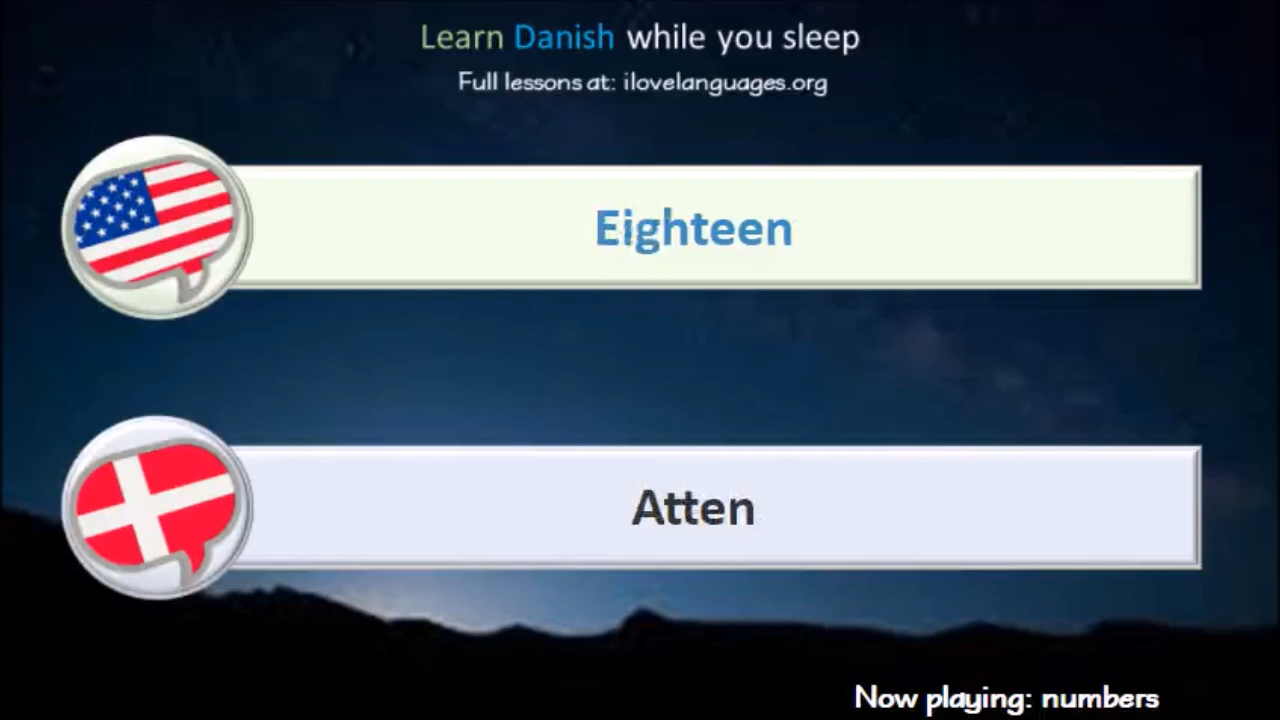 Learn Danish while you sleep
Full lessons at: ilovelanguages.org
Eighteen
Atten
Now playing: numbers